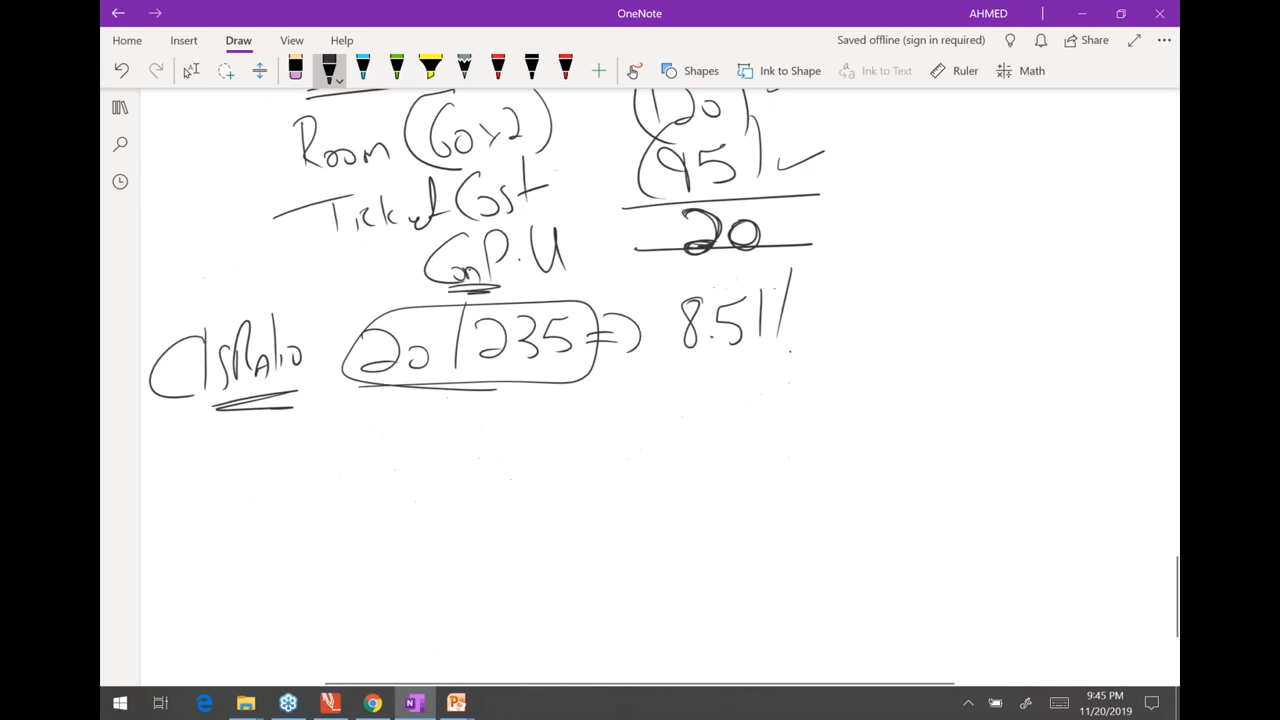 OneNote
AHMED
Home Insert Draw View Help
Saved offline (sign in required)
Share
Shapes
Ink to Shape
Ink to Text
Ruler
Math
Room (60x2) (120)
Ticket Cost (95)
Con P.U 20
C/S Ratio 20/235 => 8.51%
9:45 PM
11/20/2019